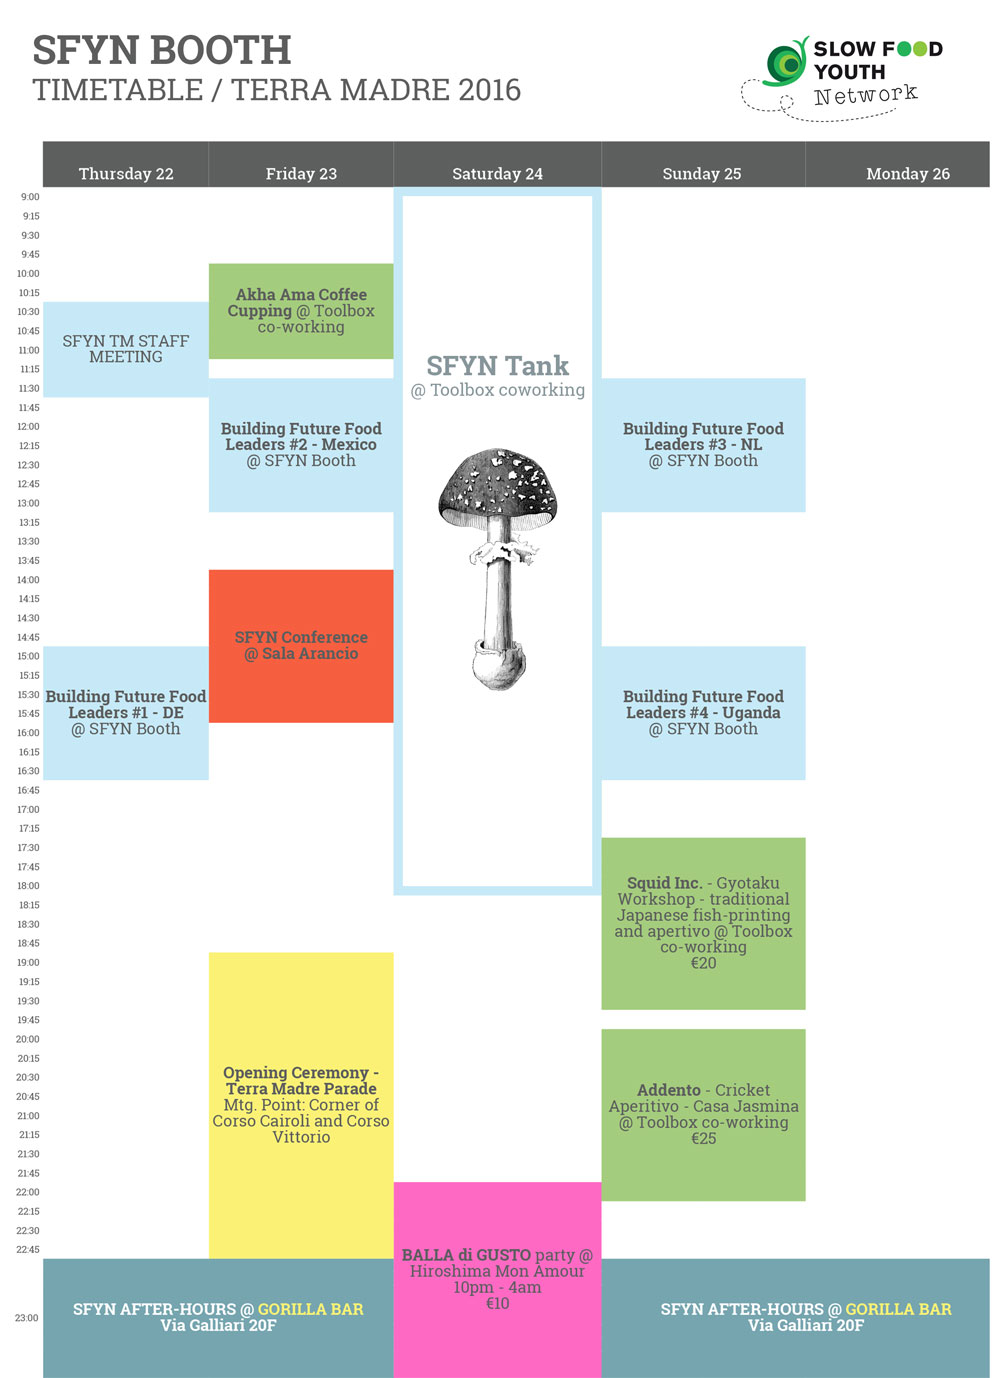 SFYN BOOTH
TIMETABLE / TERRA MADRE 2016
SLOW FOOD
YOUTH
Network
Thursday 22
Friday 23
Saturday 24
Sunday 25
Monday 26
9:00
9:15
9:30
9:45
10:00
10:15
10:30
10:45
11:00
11:15
11:30
11:45
12:00
12:15
12:30
12:45
13:00
13:15
13:30
13:45
14:00
14:15
14:30
14:45
15:00
15:15
15:30
15:45
16:00
16:15
16:30
16:45
17:00
17:15
17:30
17:45
18:00
18:15
18:30
18:45
19:00
19:15
19:30
19:45
20:00
20:15
20:30
20:45
21:00
21:15
21:30
21:45
22:00
22:15
22:30
22:45
23:00
SFYN TM STAFF
MEETING
Building Future Food
Leaders #1 - DE
@ SFYN Booth
Akha Ama Coffee
Cupping @ Toolbox
co-working
Building Future Food
Leaders #2 - Mexico
@ SFYN Booth
SFYN Conference
@ Sala Arancio
Opening Ceremony -
Terra Madre Parade
Mtg. Point: Corner of
Corso Cairoli and Corso
Vittorio
SFYN Tank
@ Toolbox coworking
BALLA di GUSTO party @
Hiroshima Mon Amour
10pm - 4am
€10
Building Future Food
Leaders #3 - NL
@ SFYN Booth
Building Future Food
Leaders #4 - Uganda
@ SFYN Booth
Squid Inc. - Gyotaku
Workshop - traditional
Japanese fish-printing
and apertivo @ Toolbox
co-working
€20
Addento - Cricket
Aperitivo - Casa Jasmina
@ Toolbox co-working
€25
SFYN AFTER-HOURS @ GORILLA BAR
Via Galliari 20F
SFYN AFTER-HOURS @ GORILLA BAR
Via Galliari 20F